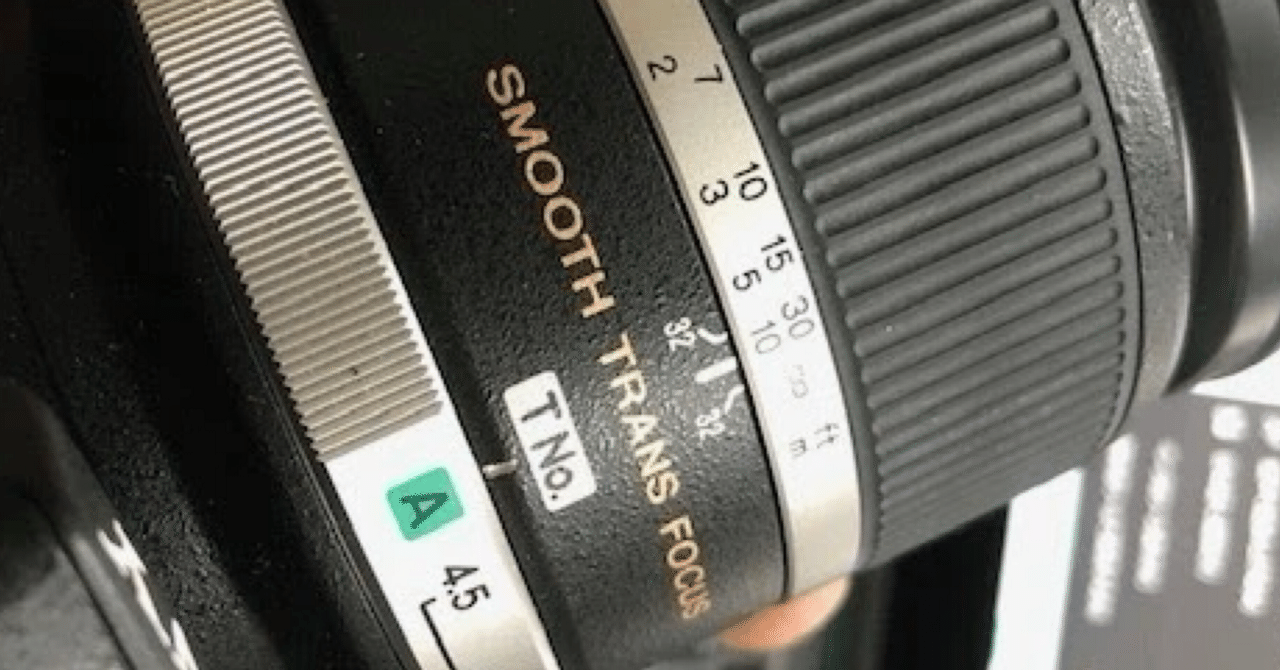 7 10 15 30 ∞ ft
2 3 5 10 m
32 32
SMOOTH TRANS FOCUS
T No.
A 4.5